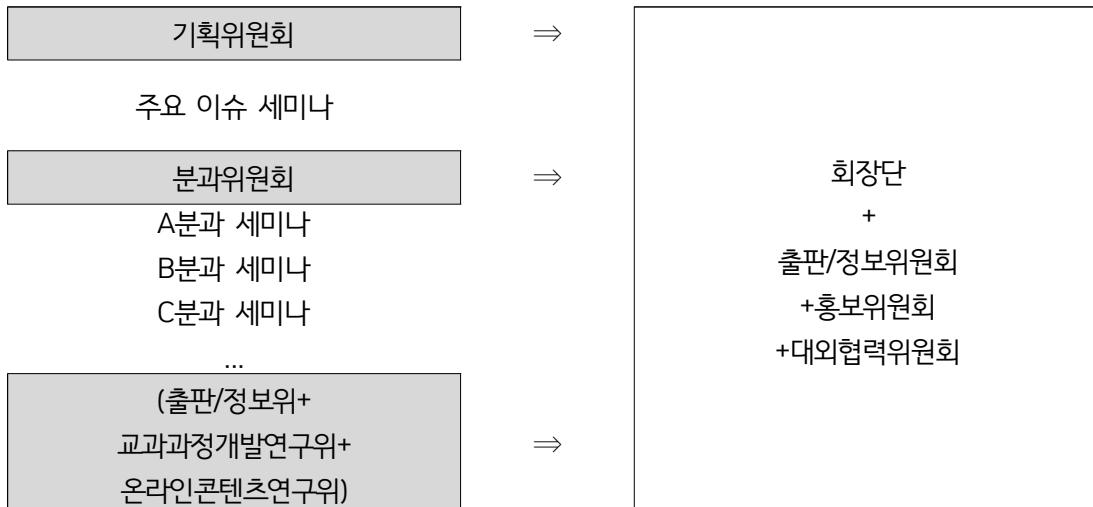 기획위원회 ⇒
주요 이슈 세미나
분과위원회 ⇒
A분과 세미나
B분과 세미나
C분과 세미나
...
(출판/정보위+
교과과정개발연구위+ ⇒
온라인콘텐츠연구위)
회장단
+
출판/정보위원회
+홍보위원회
+대외협력위원회